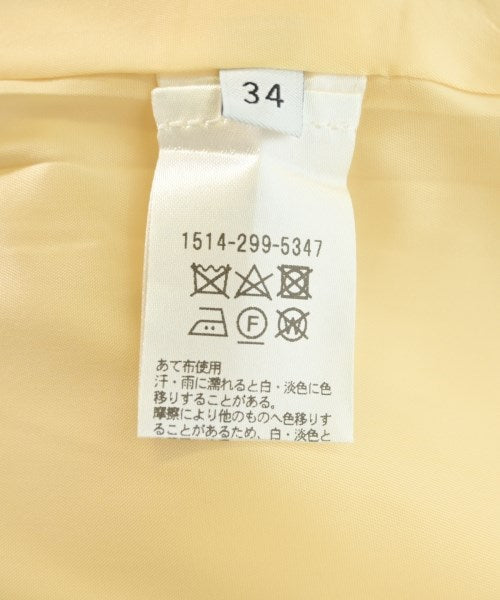 34
1514-299-5347
F
W
あて布使用
汗・雨に濡れると白・淡色に色
移りすることがある。
摩擦により他のものへ色移りす
ることがあるため、白・淡色と